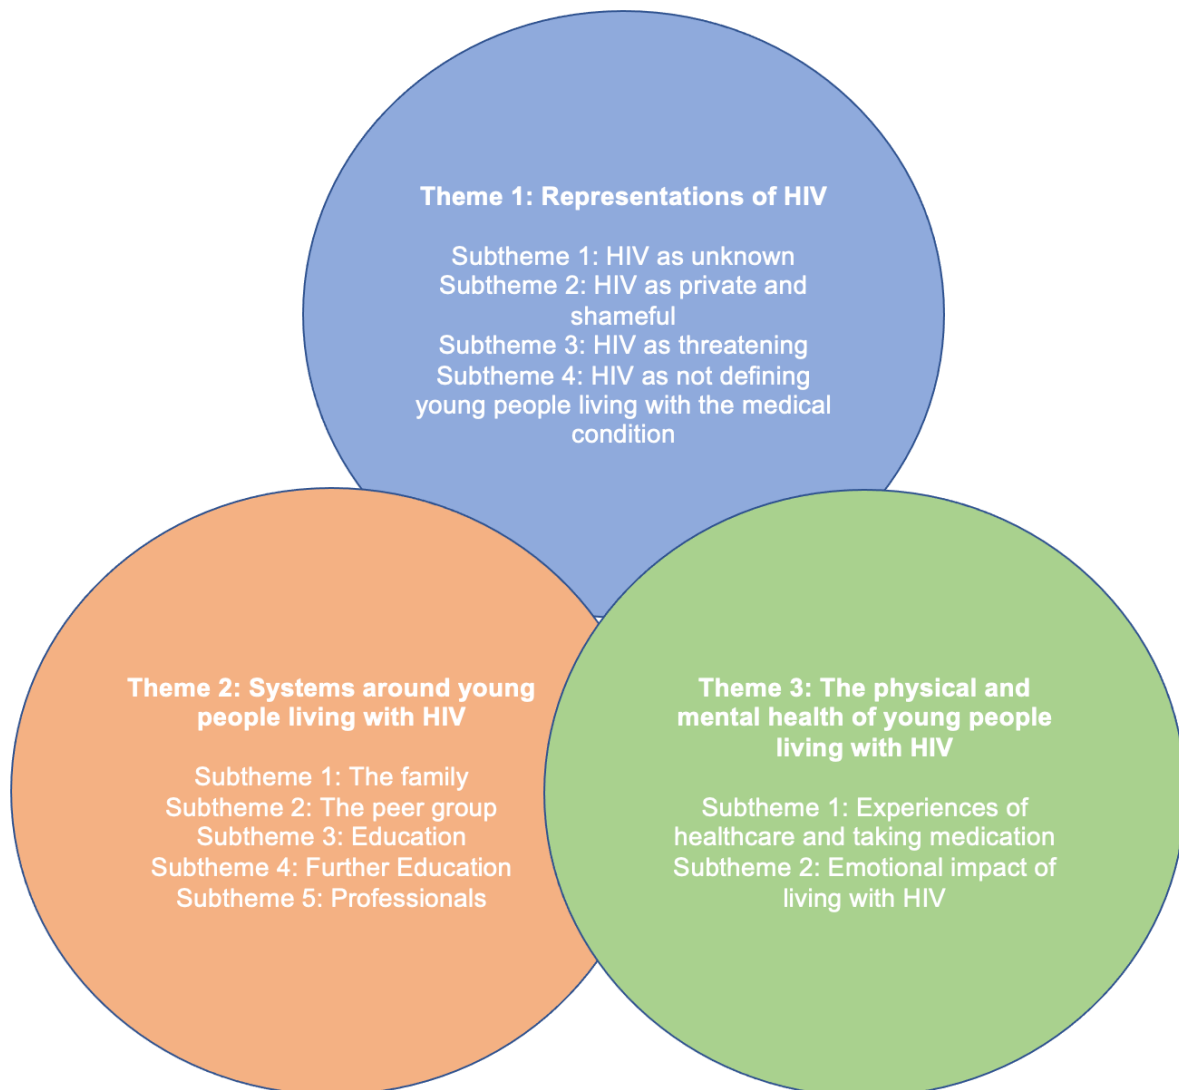 Theme 1: Representations of HIV
Subtheme 1: HIV as unknown
Subtheme 2: HIV as private and
shameful
Subtheme 3: HIV as threatening
Subtheme 4: HIV as not defining
young people living with the medical
condition
Theme 2: Systems around young
people living with HIV
Subtheme 1: The family
Subtheme 2: The peer group
Subtheme 3: Education
Subtheme 4: Further Education
Subtheme 5: Professionals
Theme 3: The physical and
mental health of young people
living with HIV
Subtheme 1: Experiences of
healthcare and taking medication
Subtheme 2: Emotional impact of
living with HIV